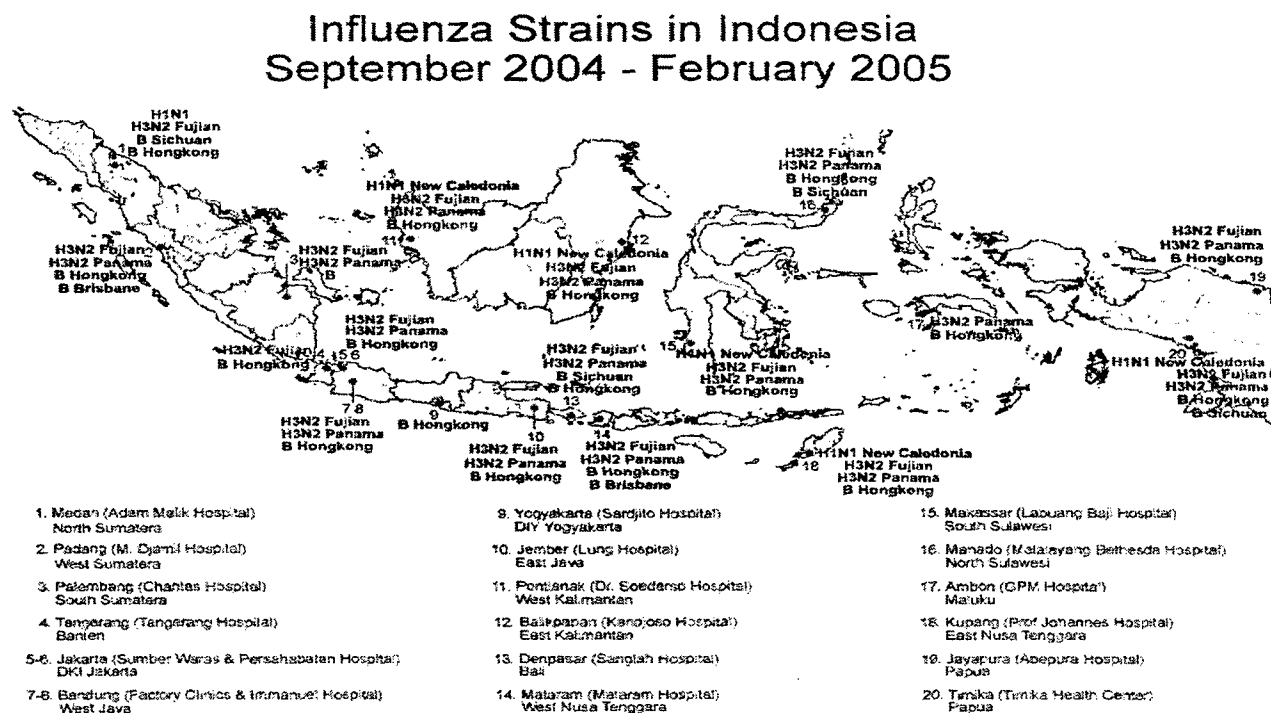 Influenza Strains in Indonesia
September 2004 - February 2005
H1N1
H3N2 Fujian
B Sichuan
B Hongkong
1
H3N2 Fujian
H3N2 Panama
B Hongkong
B Brisbane
H3N2 Fujian
H3N2 Panama
B
3
H1N1 New Caledonia
H3N2 Fujian
H3N2 Panama
B Hongkong
11
H3N2 Fujian
H3N2 Panama
B Hongkong
H3N2 Fujian
B Hongkong
4
5 6
H3N2 Fujian
H3N2 Panama
B Hongkong
7 8
B Hongkong
9
10
H3N2 Fujian
H3N2 Panama
B Hongkong
H3N2 Fujian
H3N2 Panama
B Sichuan
B Hongkong
13
14
H3N2 Fujian
H3N2 Panama
B Hongkong
B Brisbane
12
H1N1 New Caledonia
H3N2 Fujian
H3N2 Panama
B Hongkong
15
H1N1 New Caledonia
H3N2 Fujian
H3N2 Panama
B Hongkong
H3N2 Fujian
H3N2 Panama
B Hongkong
B Sichuan
16
17
H3N2 Panama
B Hongkong
H1N1 New Caledonia
18
H3N2 Fujian
H3N2 Panama
B Hongkong
H3N2 Fujian
H3N2 Panama
B Hongkong
19
20
H1N1 New Caledonia
H3N2 Fujian
H3N2 Panama
B Hongkong
B Sichuan
1. Medan (Adam Malik Hospital)
North Sumatera
2. Padang (M. Djamil Hospital)
West Sumatera
3. Palembang (Charitas Hospital)
South Sumatera
4. Tangerang (Tangerang Hospital)
Banten
5-6. Jakarta (Sumber Waras & Persahabatan Hospital)
DKI Jakarta
7-8. Bandung (Factory Clinics & Immanuel Hospital)
West Java
9. Yogyakarta (Sardjito Hospital)
DIY Yogyakarta
10. Jember (Lung Hospital)
East Java
11. Pontianak (Dr. Soedarso Hospital)
West Kalimantan
12. Balikpapan (Kanojoso Hospital)
East Kalimantan
13. Denpasar (Sanglah Hospital)
Bali
14. Mataram (Mataram Hospital)
West Nusa Tenggara
15. Makassar (Labuang Baji Hospital)
South Sulawesi
16. Manado (Malalayang Bethesda Hospital)
North Sulawesi
17. Ambon (GPM Hospital)
Maluku
18. Kupang (Prof Johannes Hospital)
East Nusa Tenggara
19. Jayapura (Abepura Hospital)
Papua
20. Timika (Timika Health Center)
Papua